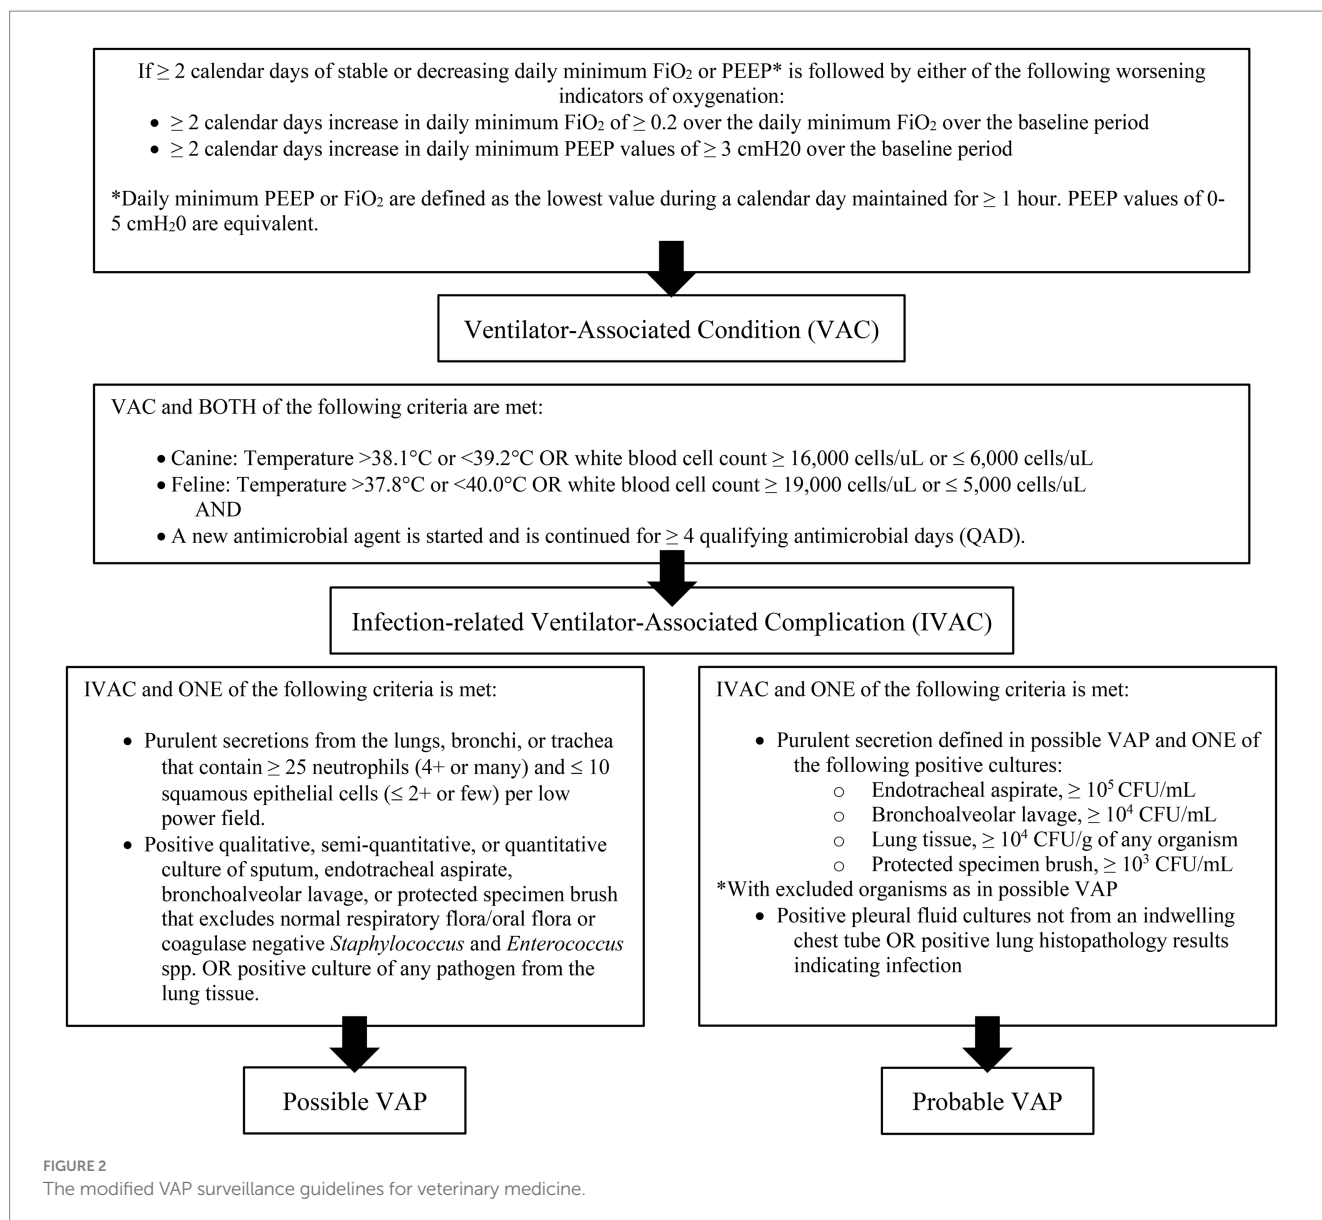 If ≥ 2 calendar days of stable or decreasing daily minimum FiO₂ or PEEP* is followed by either of the following worsening
indicators of oxygenation:
• ≥ 2 calendar days increase in daily minimum FiO₂ of ≥ 0.2 over the daily minimum FiO₂ over the baseline period
• ≥ 2 calendar days increase in daily minimum PEEP values of ≥ 3 cmH20 over the baseline period
*Daily minimum PEEP or FiO₂ are defined as the lowest value during a calendar day maintained for ≥ 1 hour. PEEP values of 0-
5 cmH₂0 are equivalent.
Ventilator-Associated Condition (VAC)
VAC and BOTH of the following criteria are met:
• Canine: Temperature >38.1°C or <39.2°C OR white blood cell count ≥ 16,000 cells/uL or ≤ 6,000 cells/uL
• Feline: Temperature >37.8°C or <40.0°C OR white blood cell count ≥ 19,000 cells/uL or ≤ 5,000 cells/uL
AND
• A new antimicrobial agent is started and is continued for ≥ 4 qualifying antimicrobial days (QAD).
Infection-related Ventilator-Associated Complication (IVAC)
IVAC and ONE of the following criteria is met:
• Purulent secretions from the lungs, bronchi, or trachea
that contain ≥ 25 neutrophils (4+ or many) and ≤ 10
squamous epithelial cells (≤ 2+ or few) per low
power field.
• Positive qualitative, semi-quantitative, or quantitative
culture of sputum, endotracheal aspirate,
bronchoalveolar lavage, or protected specimen brush
that excludes normal respiratory flora/oral flora or
coagulase negative Staphylococcus and Enterococcus
spp. OR positive culture of any pathogen from the
lung tissue.
Possible VAP
IVAC and ONE of the following criteria is met:
• Purulent secretion defined in possible VAP and ONE of
the following positive cultures:
o Endotracheal aspirate, ≥ 10⁵ CFU/mL
o Bronchoalveolar lavage, ≥ 10⁴ CFU/mL
o Lung tissue, ≥ 10⁴ CFU/g of any organism
o Protected specimen brush, ≥ 10³ CFU/mL
*With excluded organisms as in possible VAP
• Positive pleural fluid cultures not from an indwelling
chest tube OR positive lung histopathology results
indicating infection
Probable VAP
FIGURE 2
The modified VAP surveillance guidelines for veterinary medicine.